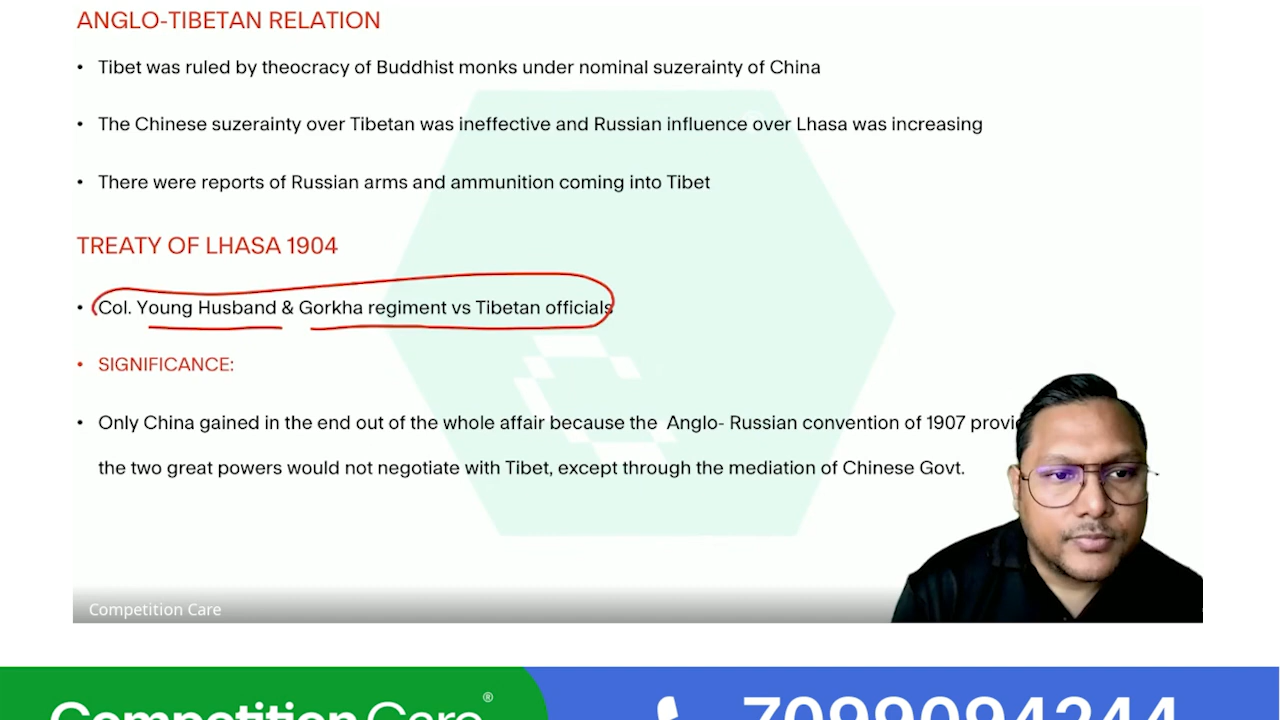 ANGLO-TIBETAN RELATION
• Tibet was ruled by theocracy of Buddhist monks under nominal suzerainty of China
• The Chinese suzerainty over Tibetan was ineffective and Russian influence over Lhasa was increasing
• There were reports of Russian arms and ammunition coming into Tibet
TREATY OF LHASA 1904
• Col. Young Husband & Gorkha regiment vs Tibetan officials
• SIGNIFICANCE:
• Only China gained in the end out of the whole affair because the Anglo- Russian convention of 1907
the two great powers would not negotiate with Tibet, except through the mediation of Chinese Govt.
Competition Care
Competition Care ®
7099094244